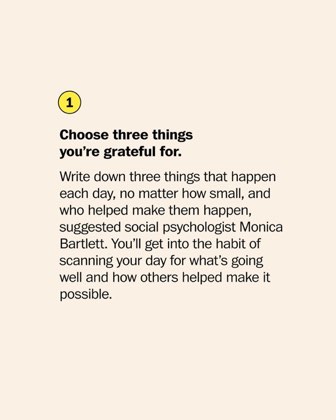 1
Choose three things
you’re grateful for.
Write down three things that happen
each day, no matter how small, and
who helped make them happen,
suggested social psychologist Monica
Bartlett. You’ll get into the habit of
scanning your day for what’s going
well and how others helped make it
possible.